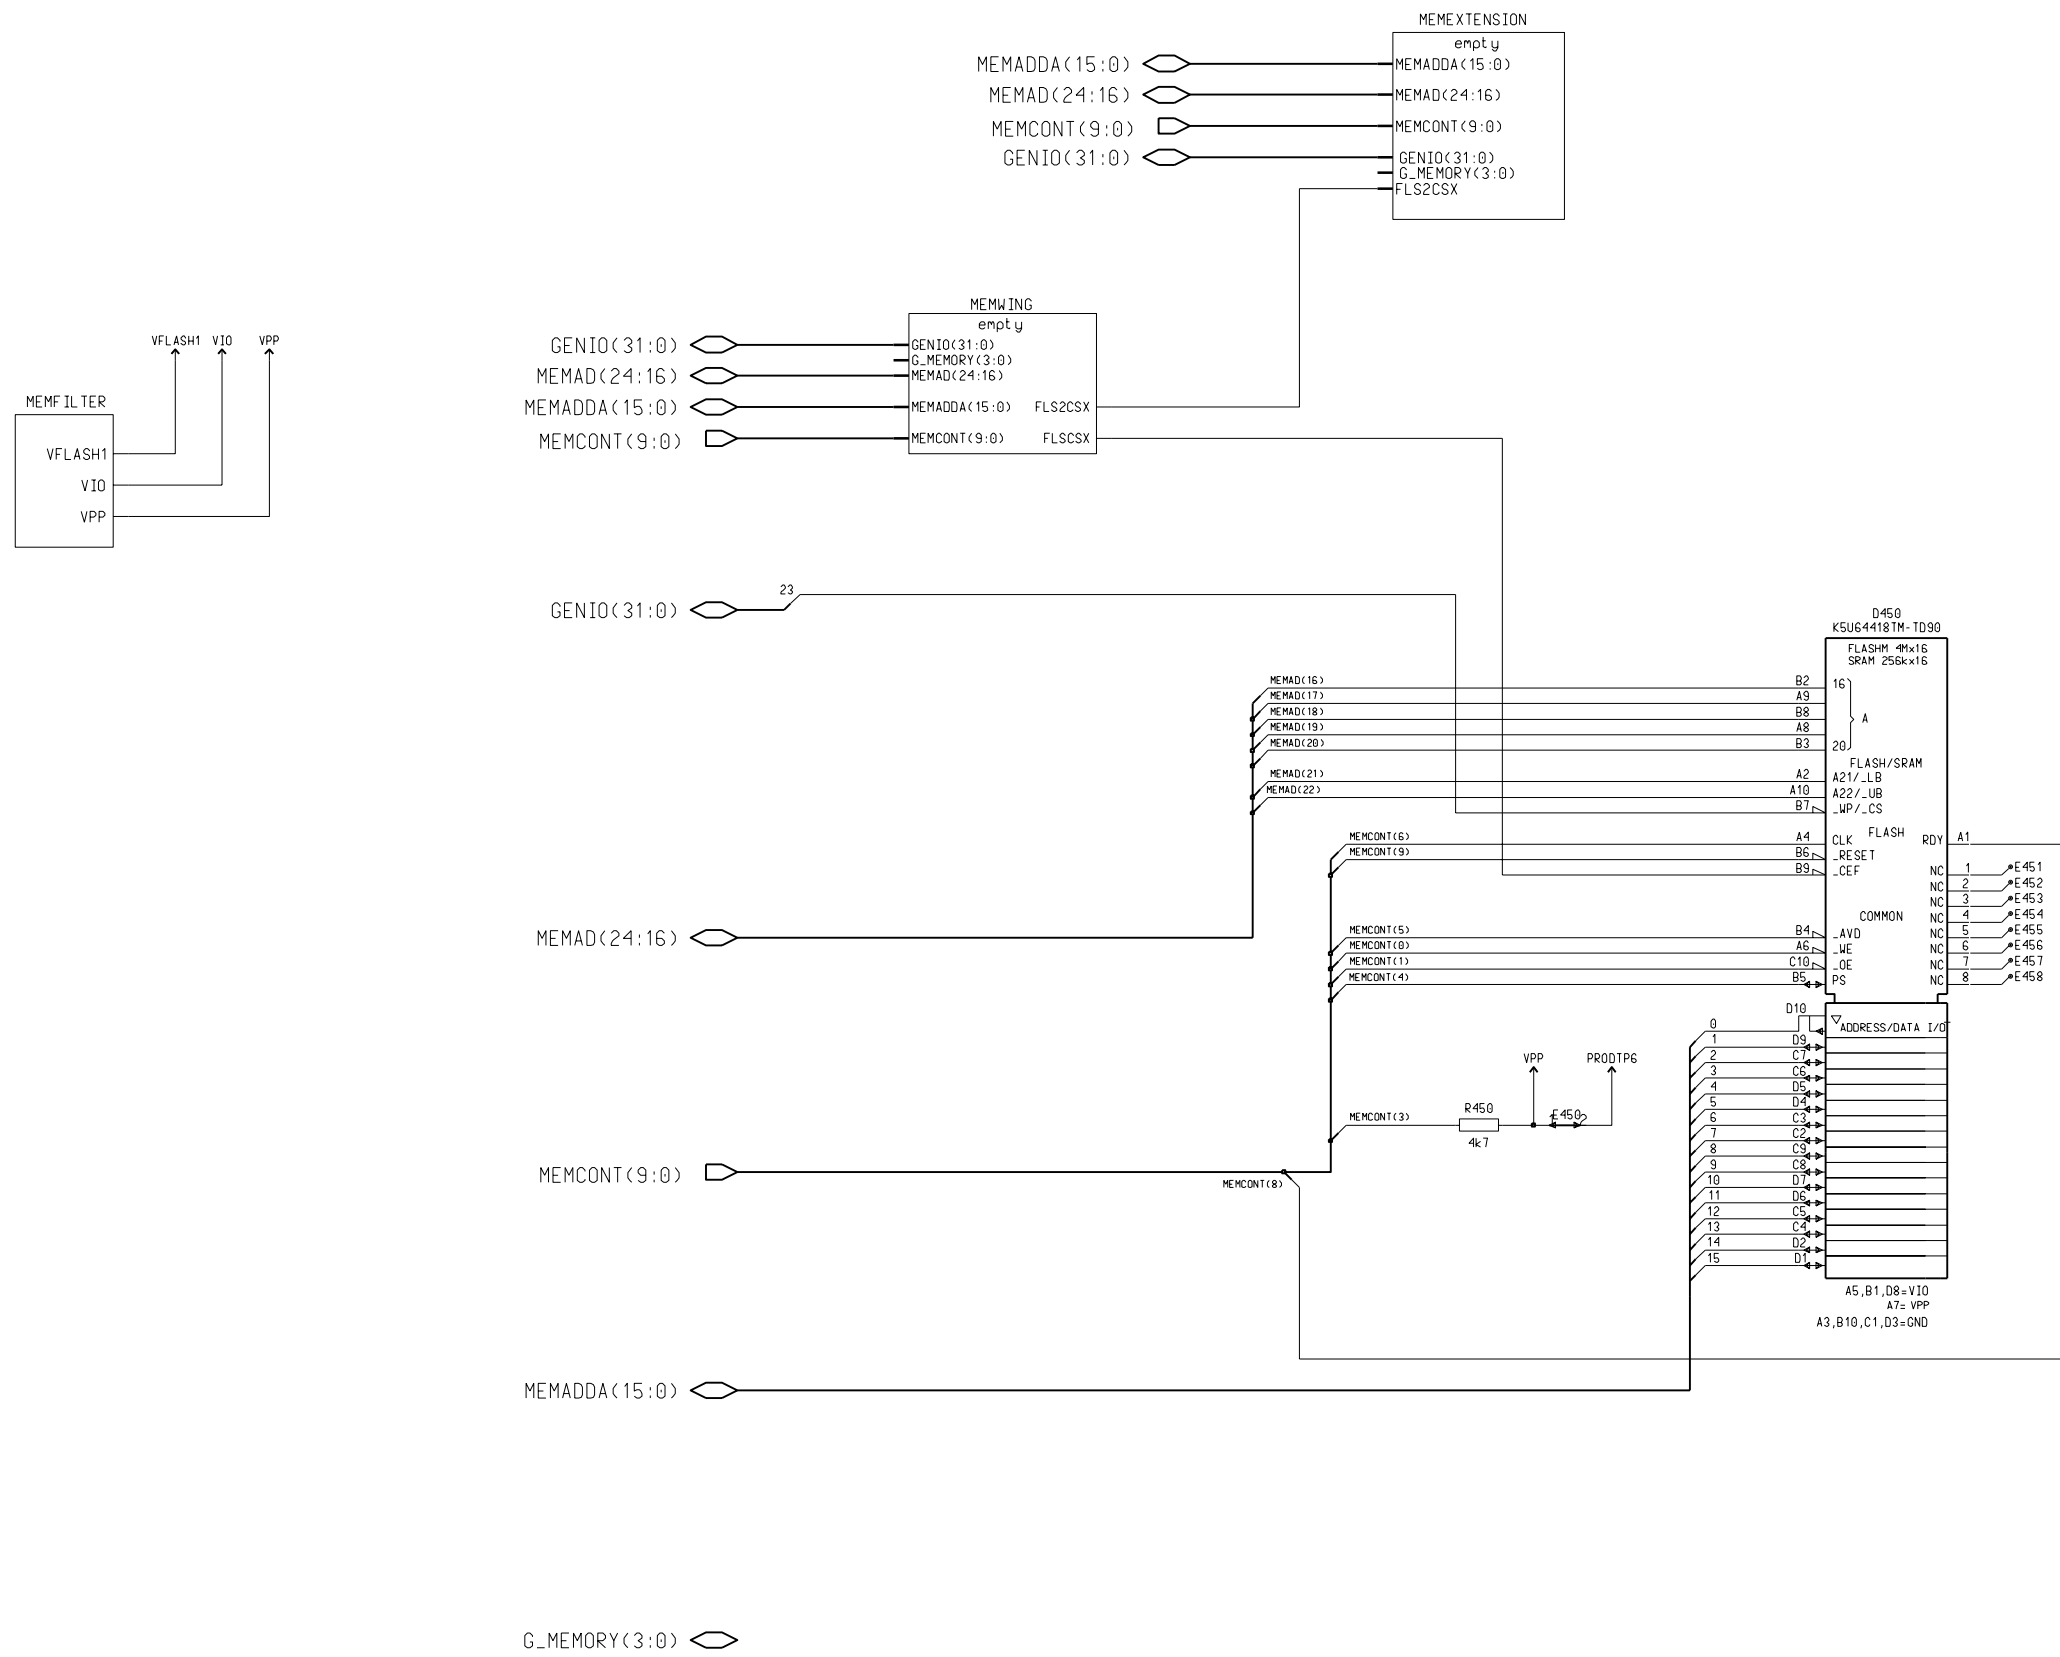 MEMEXTENSION
empty
MEMADDA(15:0) MEMADDA(15:0)
MEMAD(24:16) MEMAD(24:16)
MEMCONT(9:0) MEMCONT(9:0)
GENIO(31:0) GENIO(31:0)
G_MEMORY(3:0)
FLS2CSX
MEMWING
empty
GENIO(31:0) GENIO(31:0)
G_MEMORY(3:0)
MEMAD(24:16) MEMAD(24:16)
MEMADDA(15:0) MEMADDA(15:0) FLS2CSX
MEMCONT(9:0) MEMCONT(9:0) FLSCSX
VFLASH1 VIO VPP
MEMFILTER
VFLASH1
VIO
VPP
23
GENIO(31:0)
D450
K5U64418TM-TD90
FLASHM 4Mx16
SRAM 256kx16
MEMAD(16) B2 16
MEMAD(17) A9
MEMAD(18) B8 A
MEMAD(19) A8
MEMAD(20) B3 20
FLASH/SRAM
MEMAD(21) A2 A21/_LB
MEMAD(22) A10 A22/_UB
B7 _WP/_CS
FLASH
MEMCONT(6) A4 CLK RDY A1
MEMCONT(9) B6 _RESET
B9 _CEF NC 1 E451
NC 2 E452
NC 3 E453
COMMON NC 4 E454
MEMAD(24:16)
MEMCONT(5) B4 _AVD NC 5 E455
MEMCONT(0) A6 _WE NC 6 E456
MEMCONT(1) C10 _OE NC 7 E457
MEMCONT(4) B5 PS NC 8 E458
D10
0 ADDRESS/DATA I/O
1 D9
2 C7
3 C6
4 D5
5 D4
6 C3
7 C2
8 C9
9 C8
10 D7
11 D6
12 C5
13 C4
14 D2
15 D1
VPP PRODTP6
MEMCONT(3) R450 E450 2
4k7
MEMCONT(9:0)
MEMCONT(8)
A5,B1,D8=VIO
A7= VPP
A3,B10,C1,D3=GND
MEMADDA(15:0)
G_MEMORY(3:0)